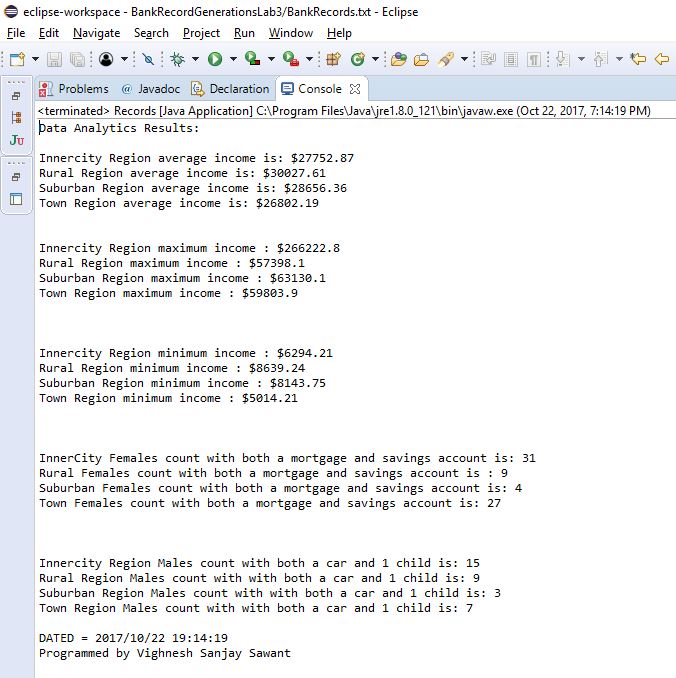 eclipse-workspace - BankRecordGenerationsLab3/BankRecords.txt - Eclipse
File Edit Navigate Search Project Run Window Help
Problems @ Javadoc Declaration Console
<terminated> Records [Java Application] C:\Program Files\Java\jre1.8.0_121\bin\javaw.exe (Oct 22, 2017, 7:14:19 PM)
Data Analytics Results:
Innercity Region average income is: $27752.87
Rural Region average income is: $30027.61
Suburban Region average income is: $28656.36
Town Region average income is: $26802.19
Innercity Region maximum income : $266222.8
Rural Region maximum income : $57398.1
Suburban Region maximum income : $63130.1
Town Region maximum income : $59803.9
Innercity Region minimum income : $6294.21
Rural Region minimum income : $8639.24
Suburban Region minimum income : $8143.75
Town Region minimum income : $5014.21
InnerCity Females count with both a mortgage and savings account is: 31
Rural Females count with both a mortgage and savings account is : 9
Suburban Females count with both a mortgage and savings account is: 4
Town Females count with both a mortgage and savings account is: 27
Innercity Region Males count with both a car and 1 child is: 15
Rural Region Males count with with both a car and 1 child is: 9
Suburban Region Males count with with both a car and 1 child is: 3
Town Region Males count with with both a car and 1 child is: 7
DATED = 2017/10/22 19:14:19
Programmed by Vighnesh Sanjay Sawant